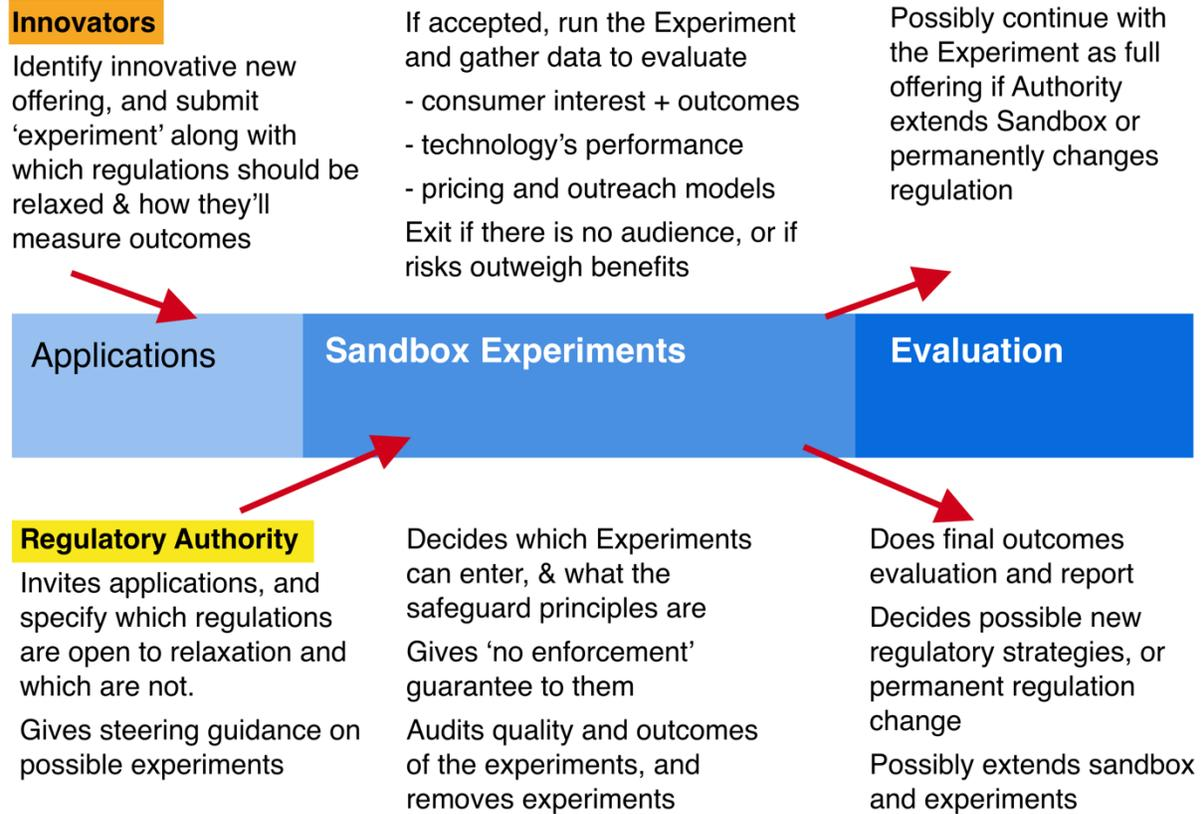 Innovators
Identify innovative new
offering, and submit
‘experiment’ along with
which regulations should be
relaxed & how they’ll
measure outcomes
If accepted, run the Experiment
and gather data to evaluate
- consumer interest + outcomes
- technology’s performance
- pricing and outreach models
Exit if there is no audience, or if
risks outweigh benefits
Possibly continue with
the Experiment as full
offering if Authority
extends Sandbox or
permanently changes
regulation
Applications
Sandbox Experiments
Evaluation
Regulatory Authority
Invites applications, and
specify which regulations
are open to relaxation and
which are not.
Gives steering guidance on
possible experiments
Decides which Experiments
can enter, & what the
safeguard principles are
Gives ‘no enforcement’
guarantee to them
Audits quality and outcomes
of the experiments, and
removes experiments
Does final outcomes
evaluation and report
Decides possible new
regulatory strategies, or
permanent regulation
change
Possibly extends sandbox
and experiments